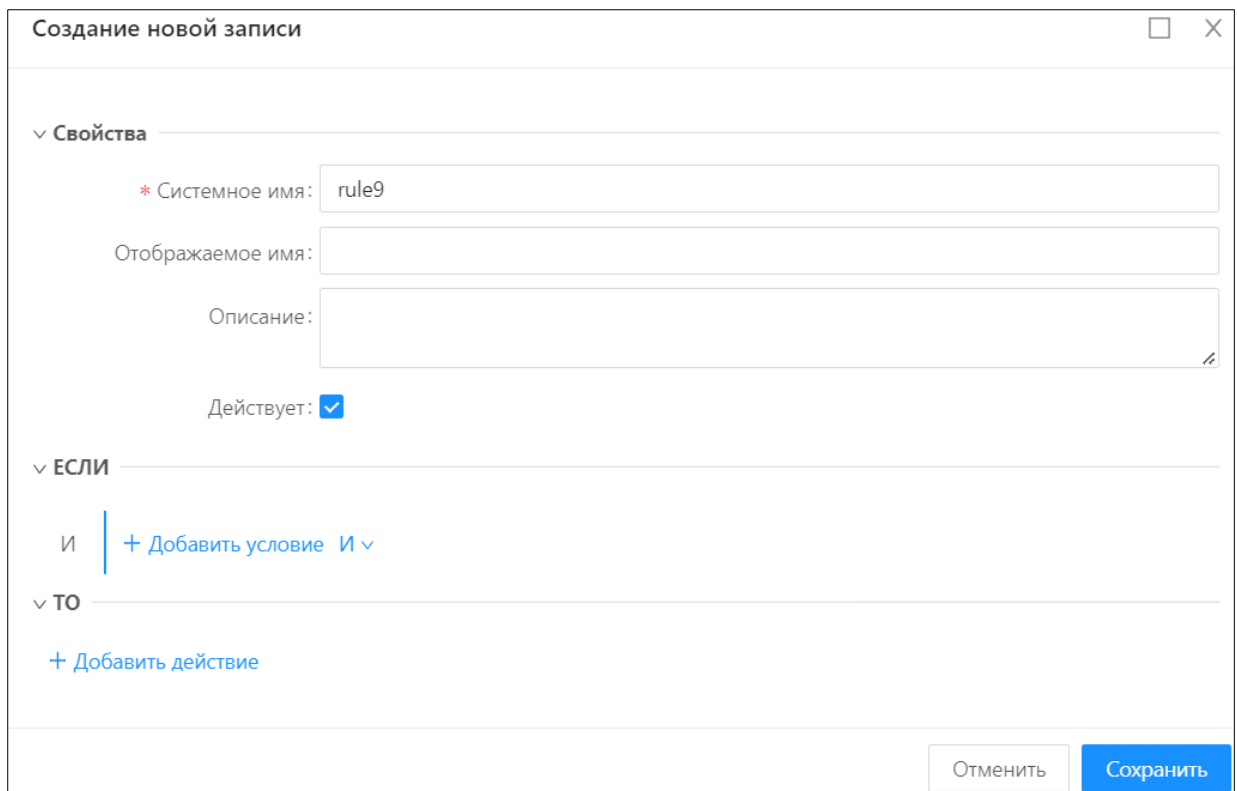 Создание новой записи
Свойства
* Системное имя: rule9
Отображаемое имя:
Описание:
Действует:
ЕСЛИ
И + Добавить условие И
ТО
+ Добавить действие
Отменить Сохранить